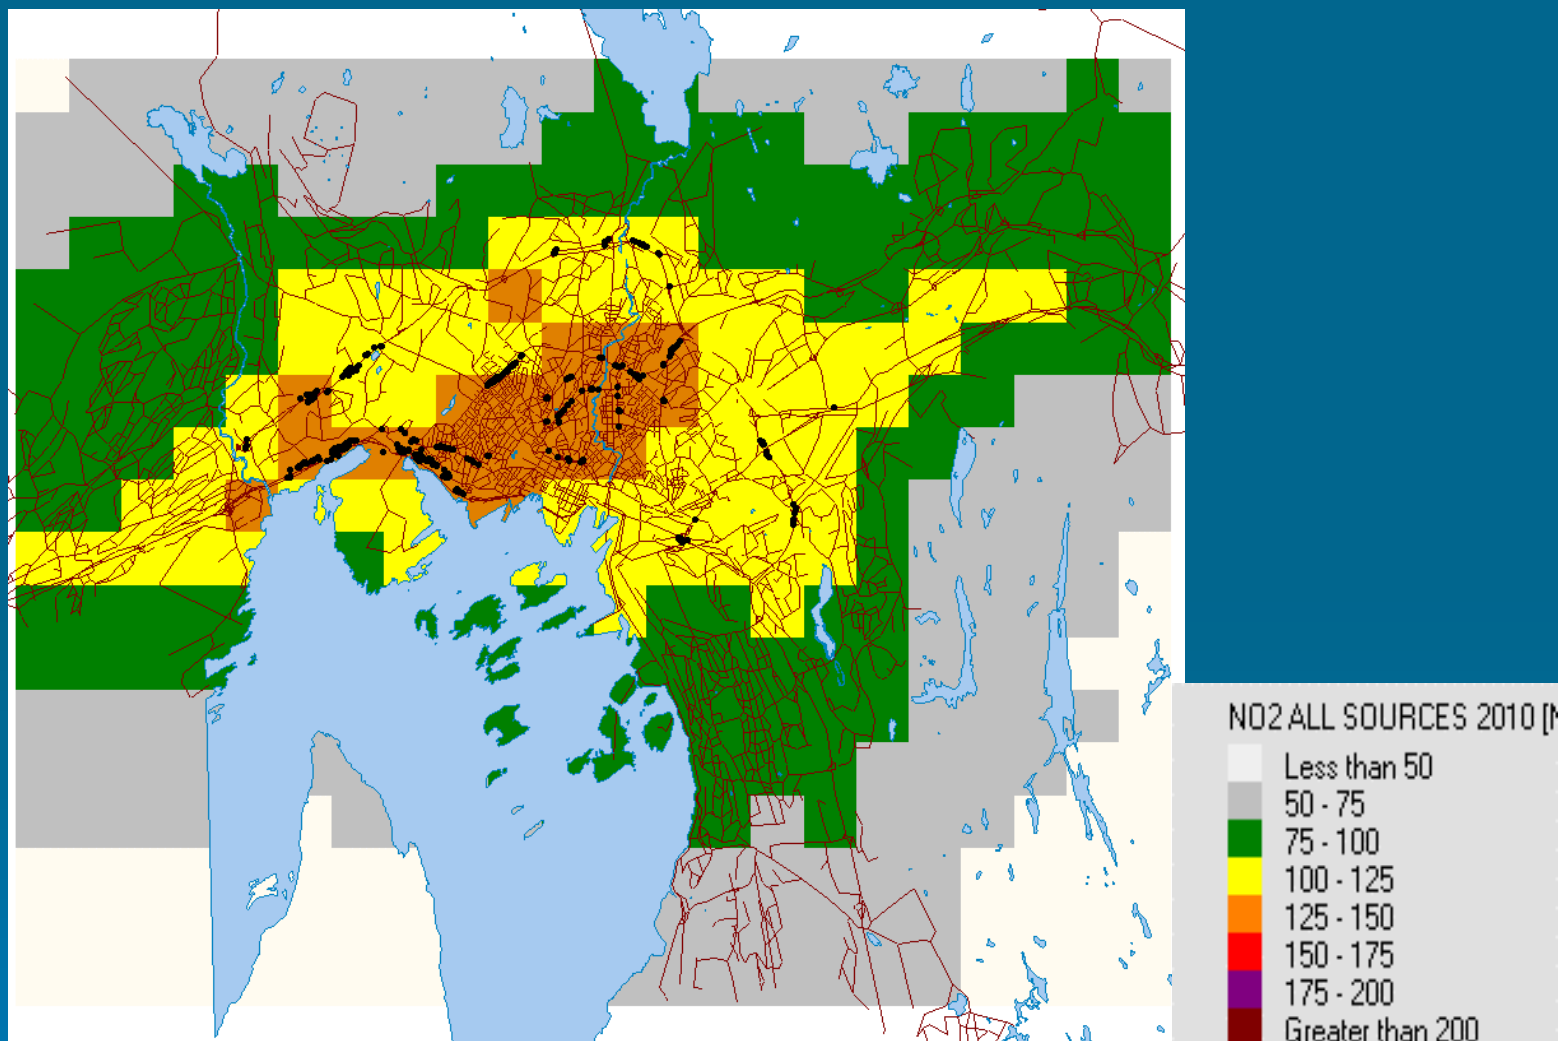 NO2 ALL SOURCES 2010
Less than 50
50 - 75
75 - 100
100 - 125
125 - 150
150 - 175
175 - 200
Greater than 200